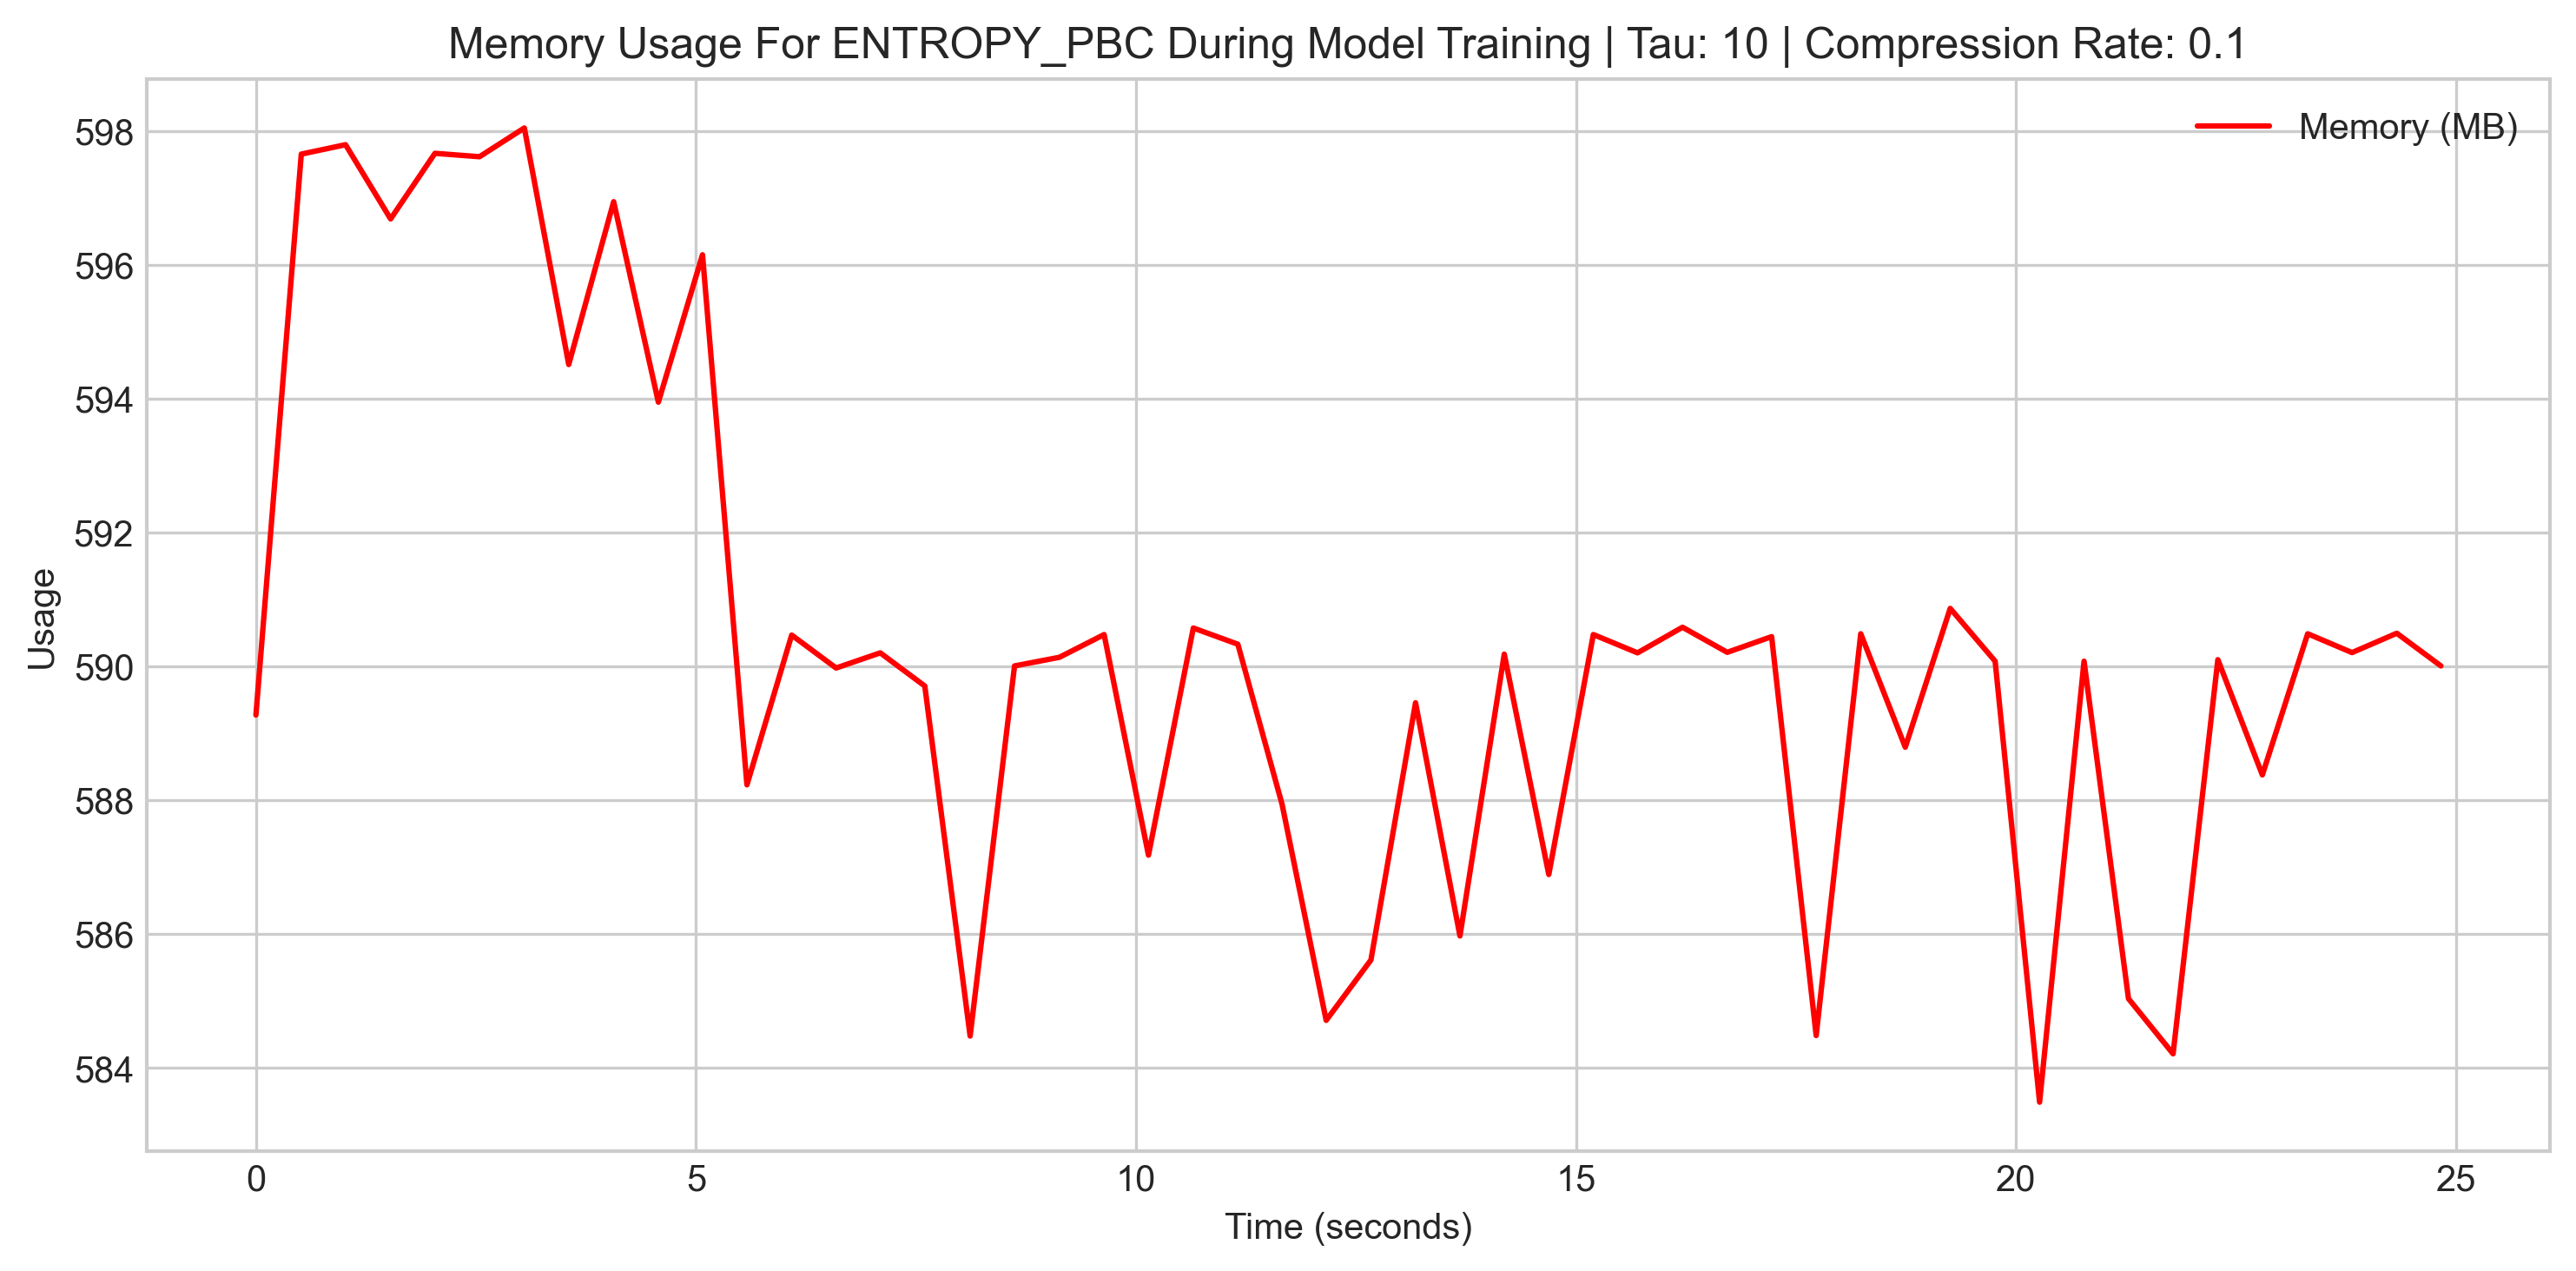 Memory Usage For ENTROPY_PBC During Model Training | Tau: 10 | Compression Rate: 0.1
Memory (MB)
598
596
594
592
590
588
586
584
Usage
0 5 10 15 20 25
Time (seconds)